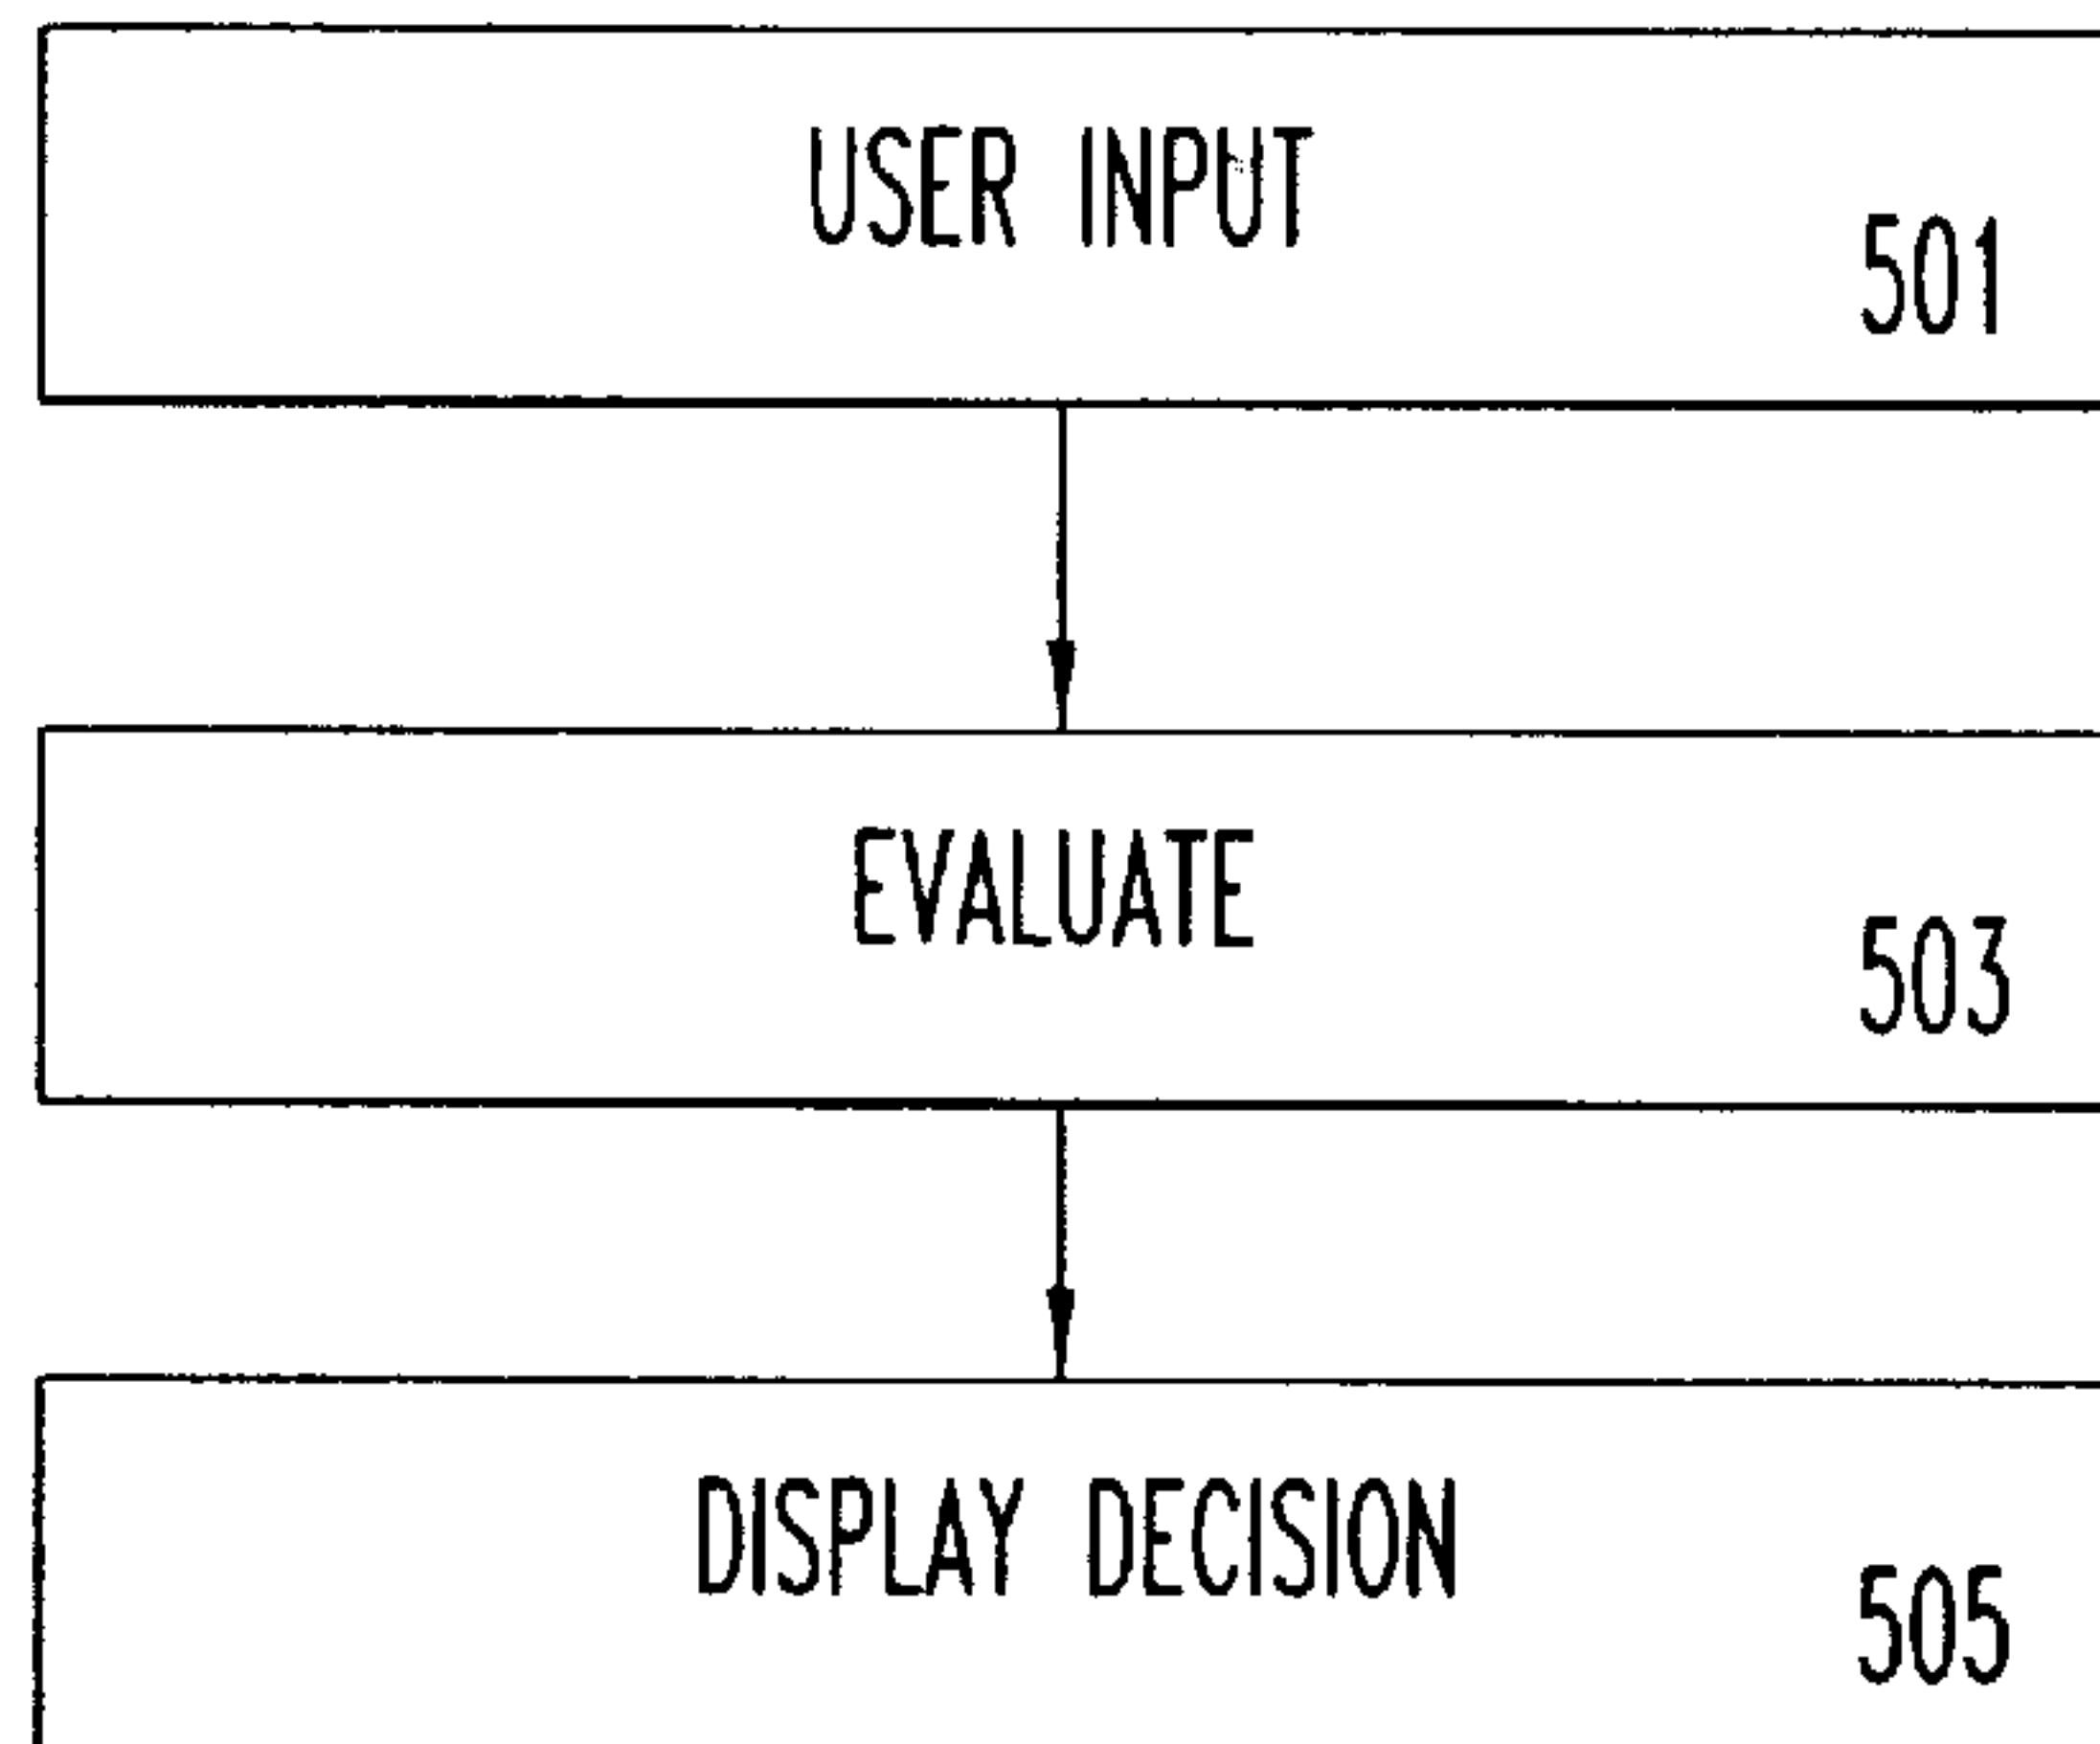 USER INPUT
501
EVALUATE
503
DISPLAY DECISION
505